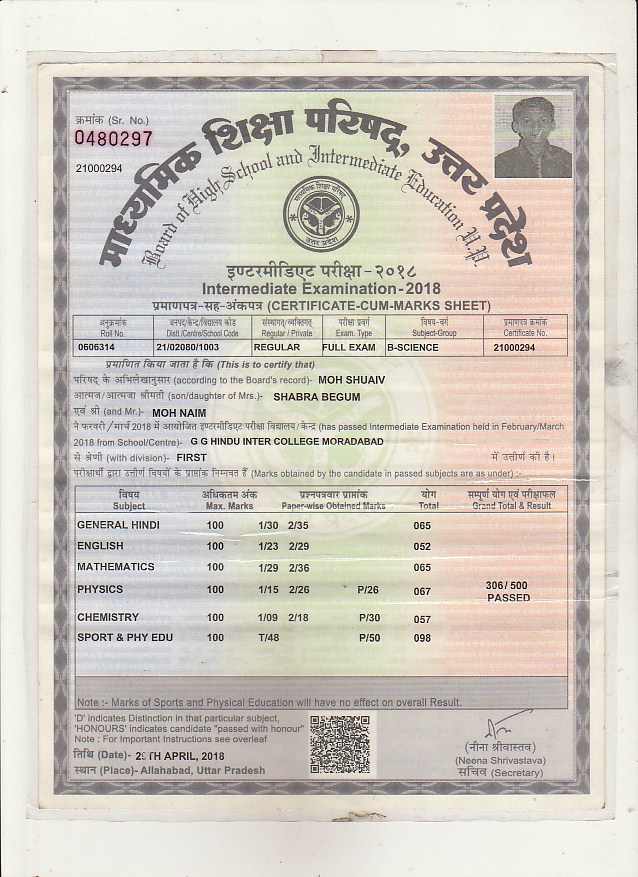 क्रमांक (Sr. No.)
0480297
21000294
माध्यमिक शिक्षा परिषद्, उत्तर प्रदेश
Board of High School and Intermediate Education U.P.
माध्यमिक शिक्षा परिषद्
उत्तर प्रदेश
इण्टरमीडिएट परीक्षा - २०१८
Intermediate Examination-2018
प्रमाणपत्र-सह-अंकपत्र (CERTIFICATE-CUM-MARKS SHEET)
अनुक्रमांक जनपद/केन्द्र/विद्यालय कोड संस्थागत/व्यक्तिगत परीक्षा प्रवर्ग विषय-वर्ग प्रमाणपत्र क्रमांक
Roll No. Distt./Centre/School Code Regular / Private Exam. Type Subject-Group Certificate No.
0606314 21/02080/1003 REGULAR FULL EXAM B-SCIENCE 21000294
प्रमाणित किया जाता है कि (This is to certify that)
परिषद् के अभिलेखानुसार (according to the Board's record)- MOH SHUAIV
आत्मज/आत्मजा श्रीमती (son/daughter of Mrs.)- SHABRA BEGUM
एवं श्री (and Mr.)- MOH NAIM
ने फरवरी / मार्च 2018 में आयोजित इण्टरमीडिएट परीक्षा विद्यालय/केन्द्र (has passed Intermediate Examination held in February/March
2018 from School/Centre)- G G HINDU INTER COLLEGE MORADABAD
से श्रेणी (with division)- FIRST में उत्तीर्ण की है।
परीक्षार्थी द्वारा उत्तीर्ण विषयों के प्राप्तांक निम्नवत हैं (Marks obtained by the candidate in passed subjects are as under) :-
विषय अधिकतम अंक प्रश्नपत्रवार प्राप्तांक योग सम्पूर्ण योग एवं परीक्षाफल
Subject Max. Marks Paper-wise Obtained Marks Total Grand Total & Result
GENERAL HINDI 100 1/30 2/35 065
ENGLISH 100 1/23 2/29 052
MATHEMATICS 100 1/29 2/36 065
PHYSICS 100 1/15 2/26 P/26 067 306/500
PASSED
CHEMISTRY 100 1/09 2/18 P/30 057
SPORT & PHY EDU 100 T/48 P/50 098
Note :- Marks of Sports and Physical Education will have no effect on overall Result.
'D' indicates Distinction In that particular subject,
'HONOURS' indicates candidate "passed with honour"
Note : For Important Instructions see overleaf
तिथि (Date)- 29TH APRIL, 2018
स्थान (Place)- Allahabad, Uttar Pradesh
(नीना श्रीवास्तव)
(Neena Shrivastava)
सचिव (Secretary)